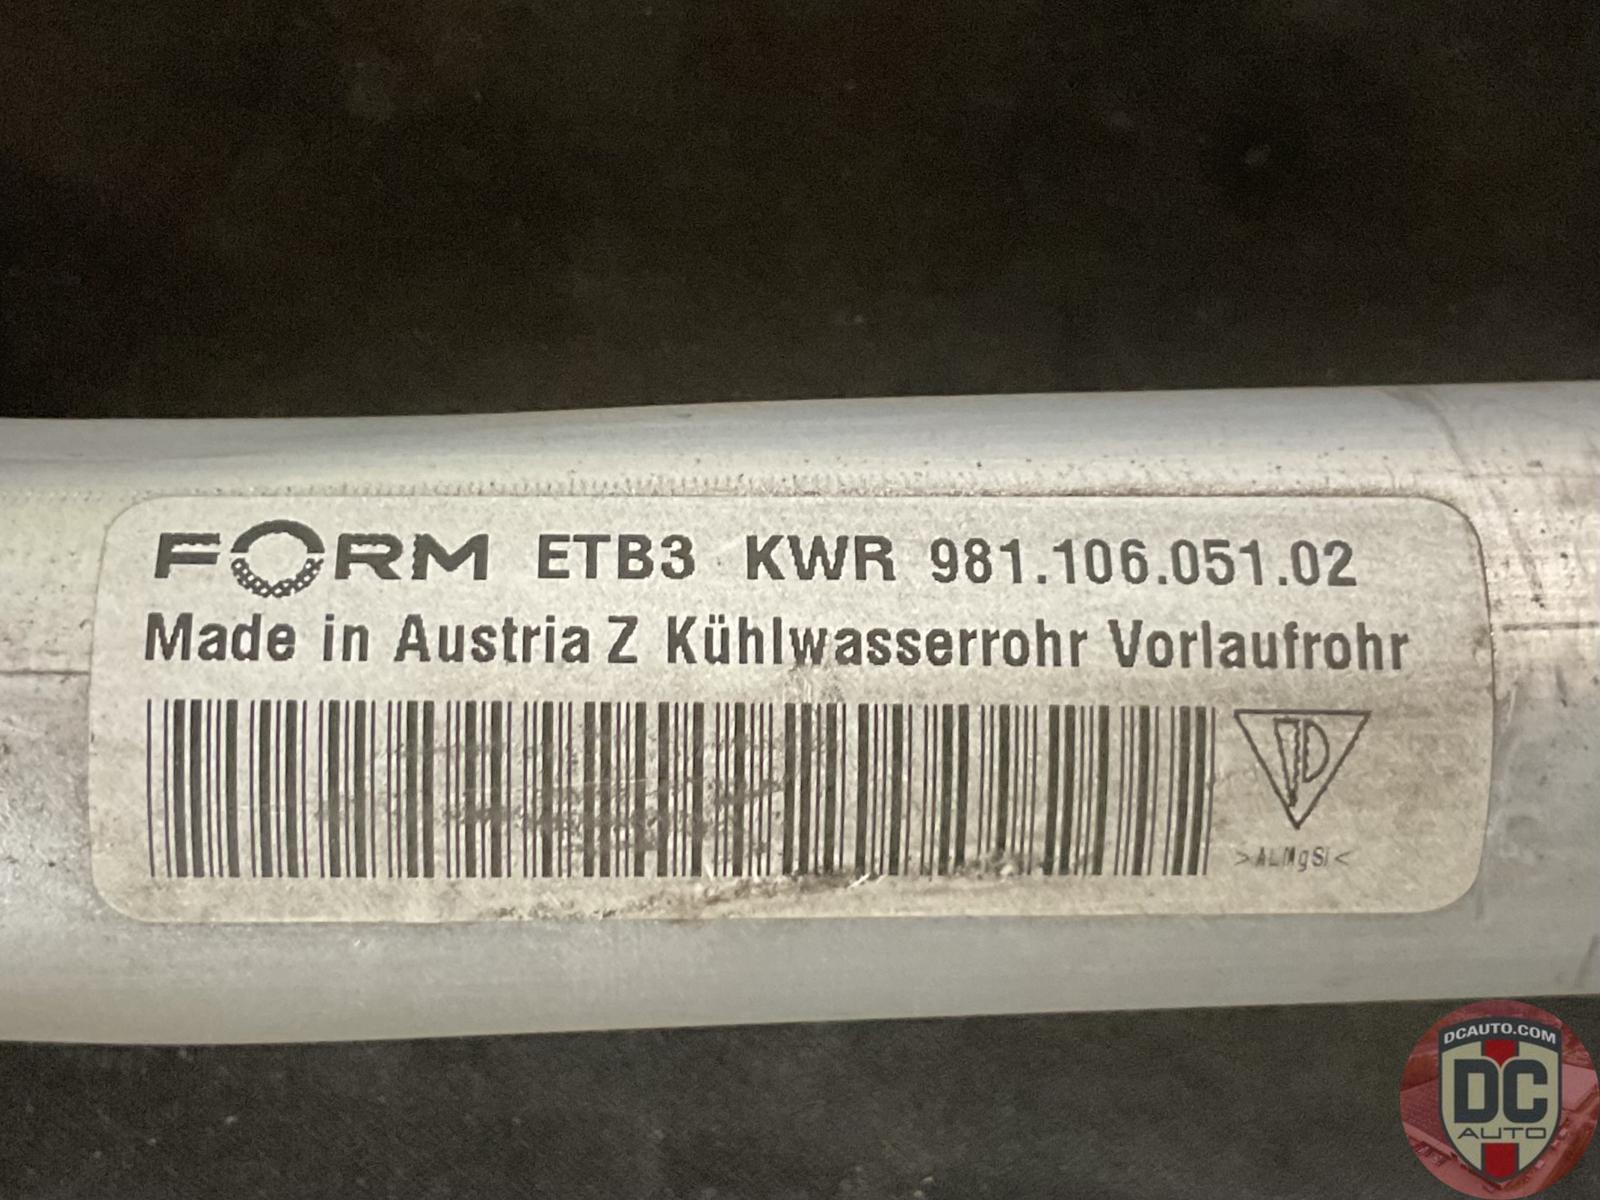 FORM ETB3 KWR 981.106.051.02
Made in Austria Z Kühlwasserrohr Vorlaufrohr
>ALMgSi<
DCAUTO.COM
DC
AUTO